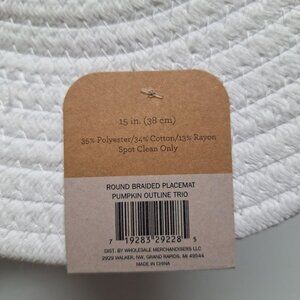 15 in. (38 cm)
35% Polyester/34% Cotton/13% Rayon
Spot Clean Only
ROUND BRAIDED PLACEMAT
PUMPKIN OUTLINE TRIO
7 19283 29228 5
DIST. BY WHOLESALE MERCHANDISERS LLC
2929 WALKER, NW, GRAND RAPIDS, MI 49544
MADE IN CHINA